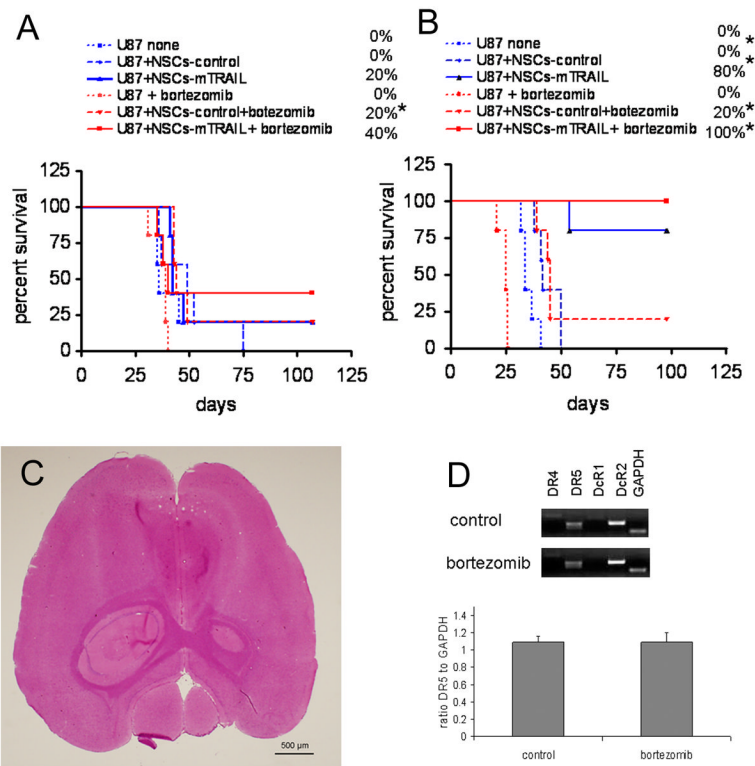 A
U87 none 0%
U87+NSCs-control 0%
U87+NSCs-mTRAIL 20%
U87 + bortezomib 0%
U87+NSCs-control+botezomib 20%*
U87+NSCs-mTRAIL+ bortezomib 40%
percent survival
125
100
75
50
25
0
0 25 50 75 100 125
days
B
U87 none 0% *
U87+NSCs-control 0% *
U87+NSCs-mTRAIL 80%
U87 + bortezomib 0%
U87+NSCs-control+botezomib 20% *
U87+NSCs-mTRAIL + bortezomib 100% *
percent survival
125
100
75
50
25
0
0 25 50 75 100 125
days
C
500 µm
D
DR4 DR5 DcR1 DcR2 GAPDH
control
bortezomib
ratio DR5 to GAPDH
1.4
1.2
1
0.8
0.6
0.4
0.2
0
control bortezomib